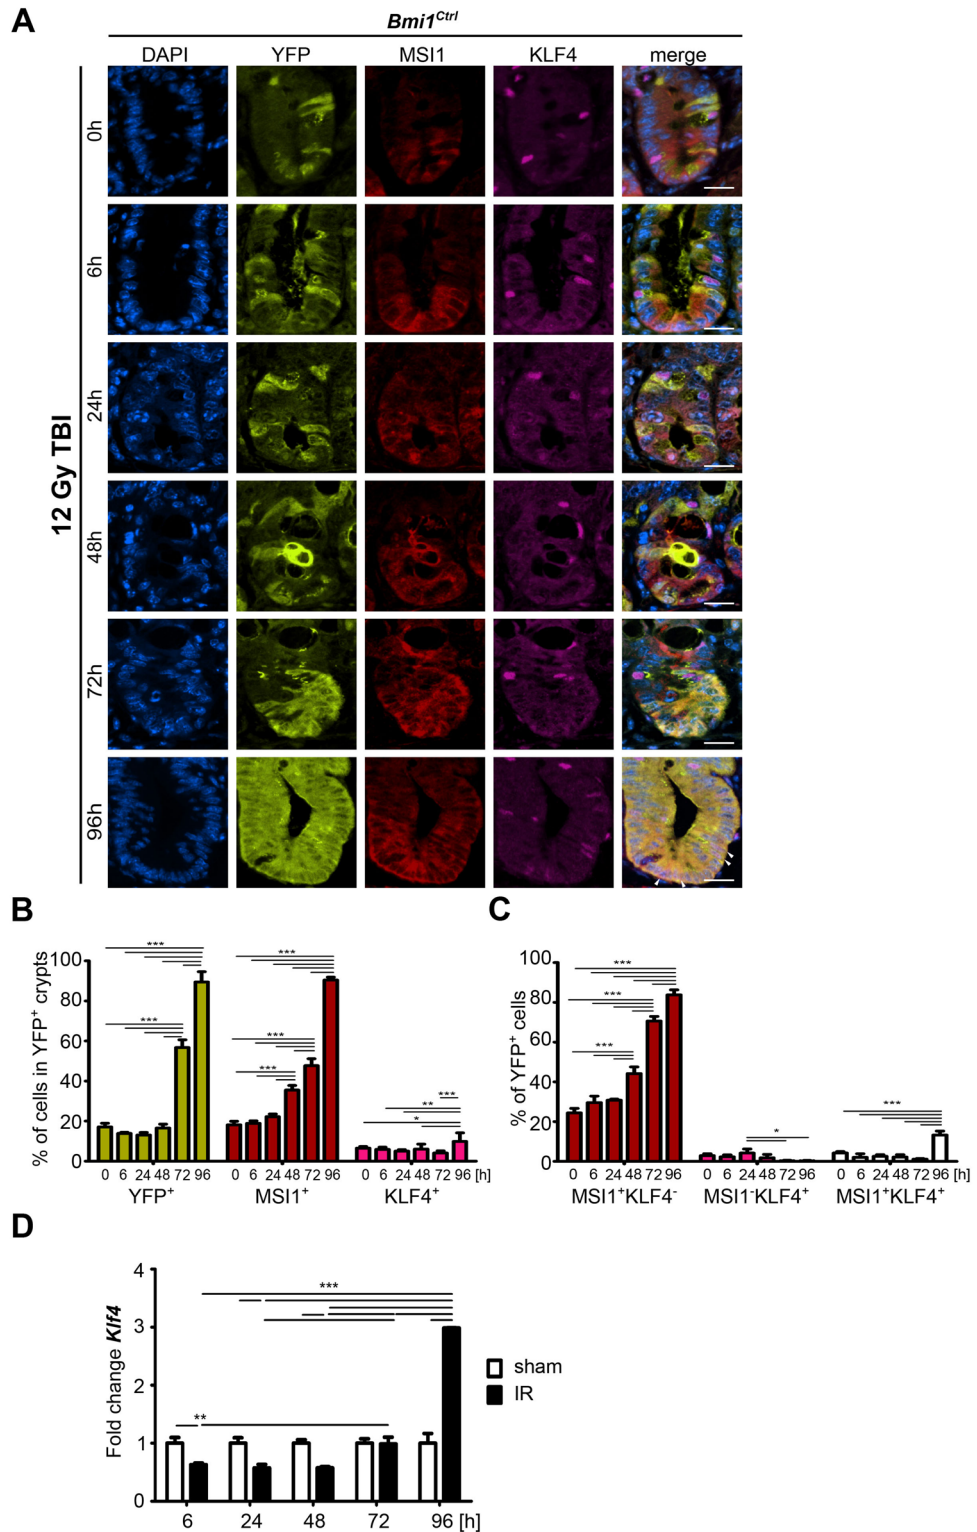 A
Bmi1Ctrl
DAPI YFP MSI1 KLF4 merge
12 Gy TBI
0h
6h
24h
48h
72h
96h
B
% of cells in YFP+ crypts
100
80
60
40
20
0
***
***
***
***
***
***
**
*
0 6 24 48 72 96 0 6 24 48 72 96 0 6 24 48 72 96 [h]
YFP+ MSI1+ KLF4+
C
% of YFP+ cells
100
80
60
40
20
0
***
***
***
*
***
0 6 24 48 72 96 0 6 24 48 72 96 0 6 24 48 72 96 [h]
MSI1+KLF4- MSI1-KLF4+ MSI1+KLF4+
D
Fold change Klf4
4
3
2
1
0
***
**
sham
IR
6 24 48 72 96 [h]